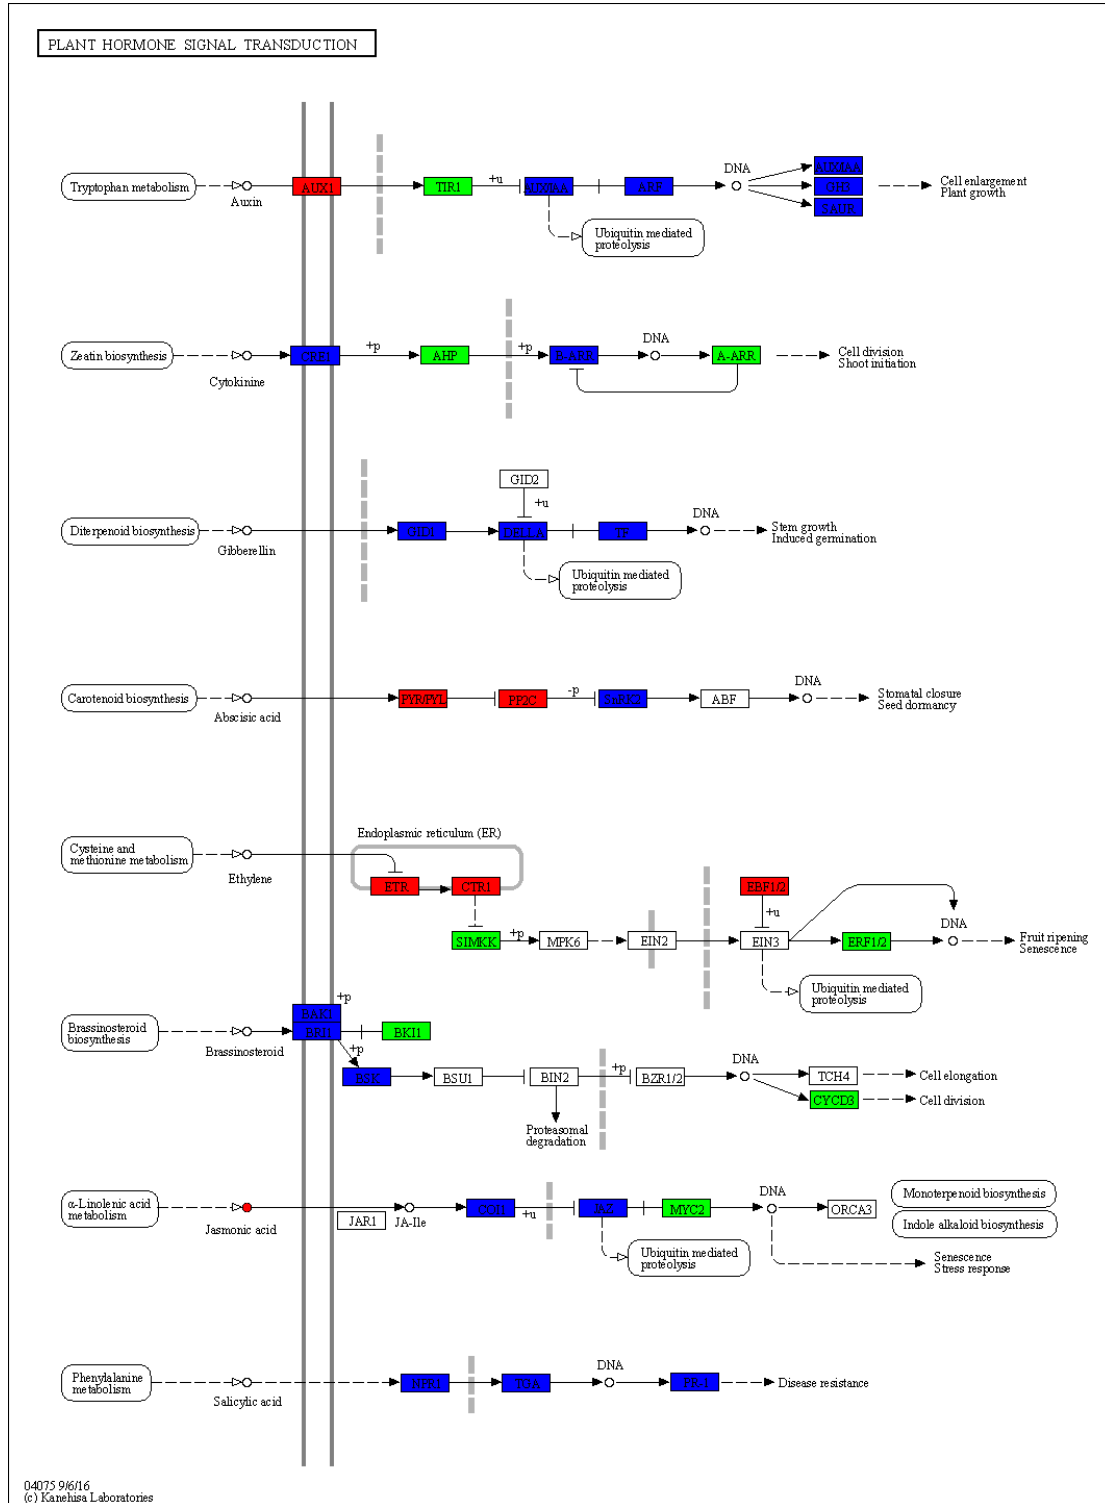 PLANT HORMONE SIGNAL TRANSDUCTION
Tryptophan metabolism
Auxin
AUX1
TIR1
+u
AUX/IAA
ARF
DNA
AUX/IAA
GH3
SAUR
Cell enlargement
Plant growth
Ubiquitin mediated
proteolysis
Zeatin biosynthesis
Cytokinine
CRE1
+p
AHP
+p
B-ARR
DNA
A-ARR
Cell division
Shoot initiation
GID2
+u
Diterpenoid biosynthesis
Gibberellin
GID1
DELLA
TF
DNA
Stem growth
Induced germination
Ubiquitin mediated
proteolysis
Carotenoid biosynthesis
Abscisic acid
PYR/PYL
PP2C
-p
SnRK2
ABF
DNA
Stomatal closure
Seed dormancy
Endoplasmic reticulum (ER)
Cysteine and
methionine metabolism
Ethylene
ETR
CTR1
EBF1/2
+u
SIMKK
+p
MPK6
EIN2
EIN3
ERF1/2
DNA
Fruit ripening
Senescence
Ubiquitin mediated
proteolysis
Brassinosteroid
biosynthesis
Brassinosteroid
+p
BAK1
BRI1
BKI1
+p
BSK
BSU1
BIN2
+p
BZR1/2
DNA
TCH4
Cell elongation
CYCD3
Cell division
Proteasomal
degradation
α-Linolenic acid
metabolism
Jasmonic acid
JAR1
JA-Ile
COI1
+u
JAZ
MYC2
DNA
ORCA3
Monoterpenoid biosynthesis
Indole alkaloid biosynthesis
Ubiquitin mediated
proteolysis
Senescence
Stress response
Phenylalanine
metabolism
Salicylic acid
NPR1
TGA
DNA
PR-1
Disease resistance
04075 9/6/16
(c) Kanehisa Laboratories